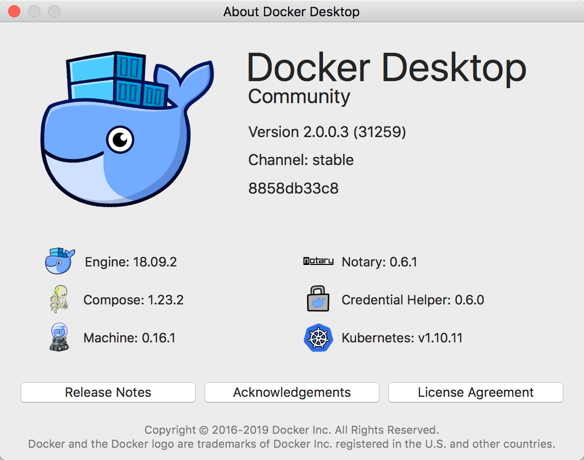 About Docker Desktop
Docker Desktop
Community
Version 2.0.0.3 (31259)
Channel: stable
8858db33c8
Engine: 18.09.2
Notary
Notary: 0.6.1
Compose: 1.23.2
Credential Helper: 0.6.0
Machine: 0.16.1
Kubernetes: v1.10.11
Release Notes
Acknowledgements
License Agreement
Copyright © 2016-2019 Docker Inc. All Rights Reserved.
Docker and the Docker logo are trademarks of Docker Inc. registered in the U.S. and other countries.